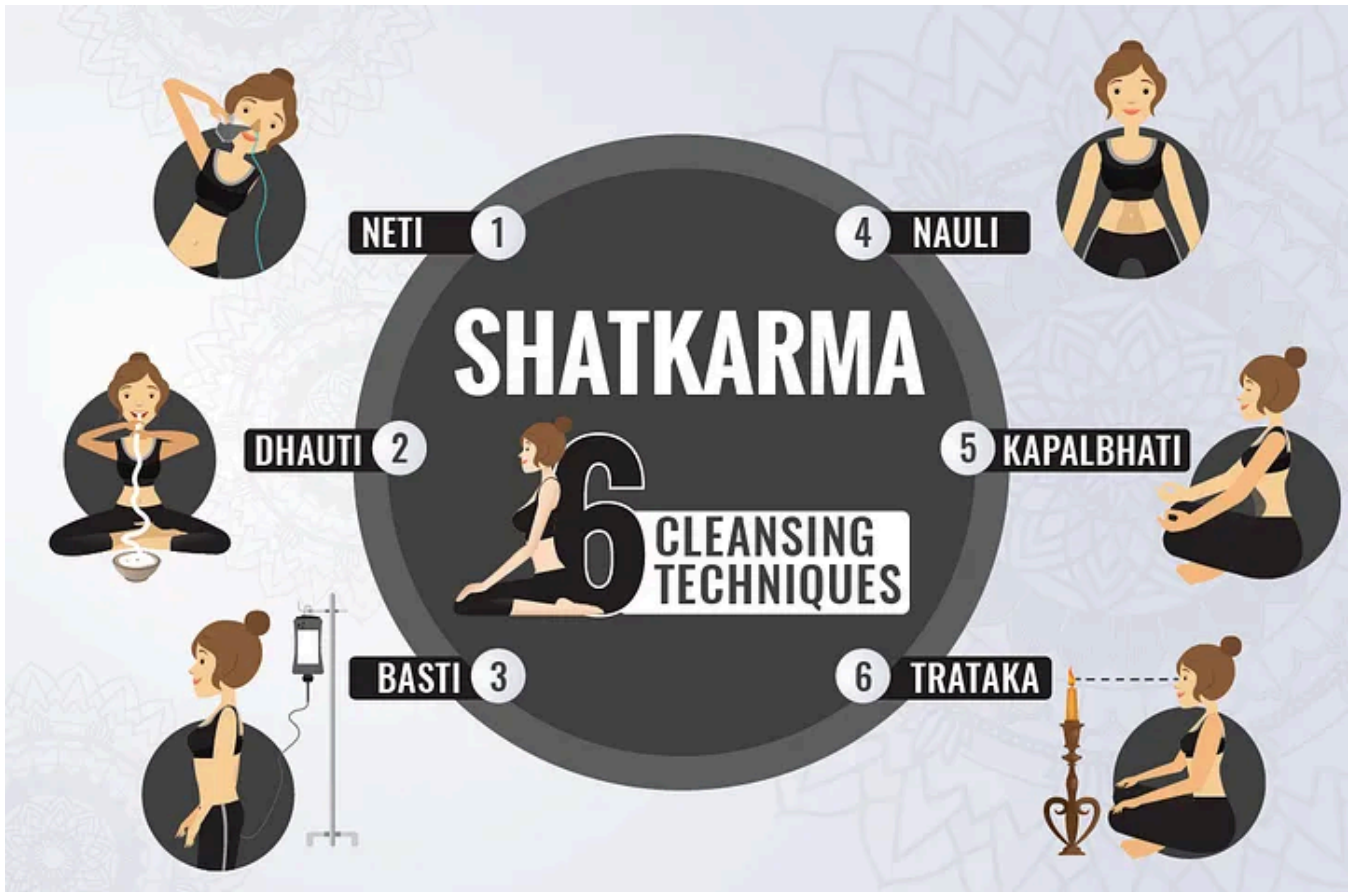 SHATKARMA
6 CLEANSING
TECHNIQUES
NETI 1
DHAUTI 2
BASTI 3
4 NAULI
5 KAPALBHATI
6 TRATAKA